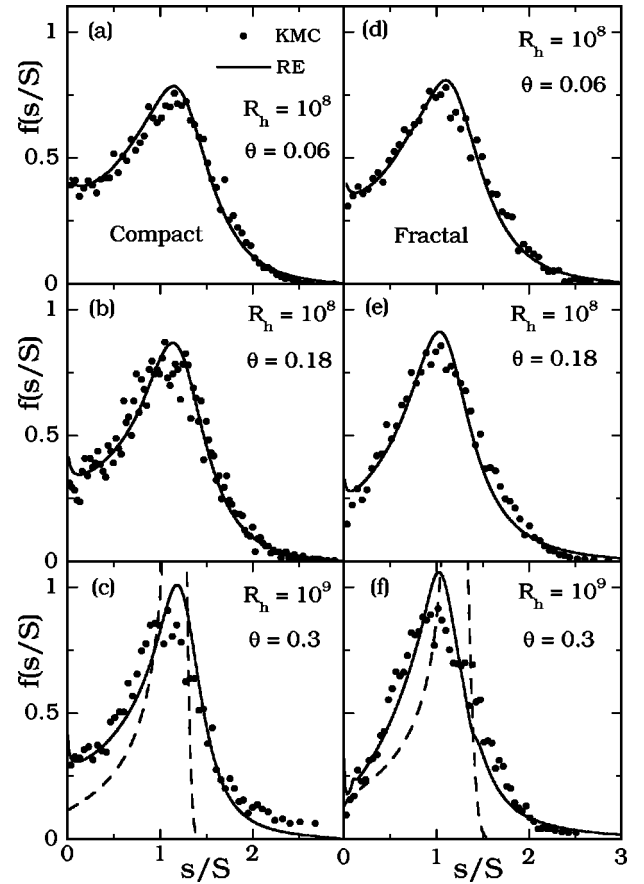 (a)
KMC
RE
R_h = 10^8
θ = 0.06
Compact
f(s/S)
1
0.5
0
(d)
R_h = 10^8
θ = 0.06
Fractal
(b)
R_h = 10^8
θ = 0.18
f(s/S)
1
0.5
0
(e)
R_h = 10^8
θ = 0.18
(c)
R_h = 10^9
θ = 0.3
f(s/S)
1
0.5
0
(f)
R_h = 10^9
θ = 0.3
0 1 2 0 1 2 3
s/S s/S